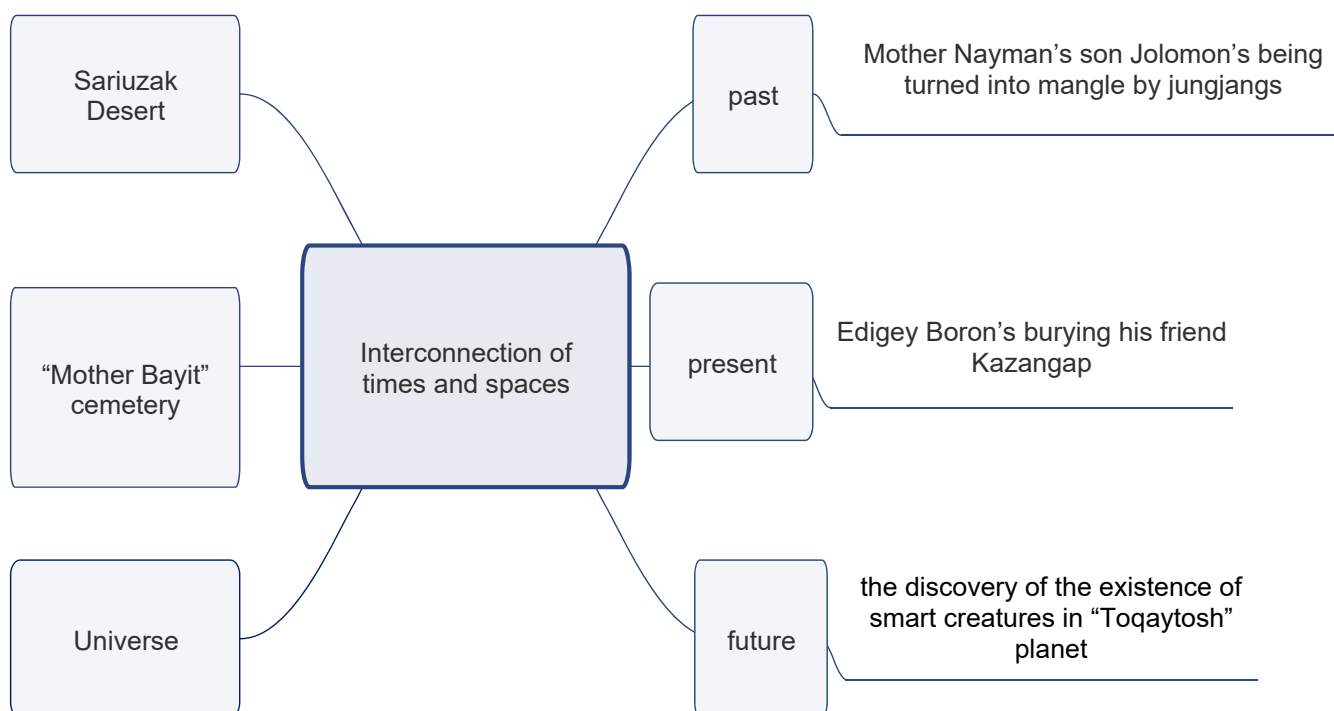 Sariuzak
Desert
“Mother Bayit”
cemetery
Universe
Interconnection of
times and spaces
past
Mother Nayman’s son Jolomon’s being
turned into mangle by jungjangs
present
Edigey Boron’s burying his friend
Kazangap
future
the discovery of the existence of
smart creatures in “Toqaytosh”
planet